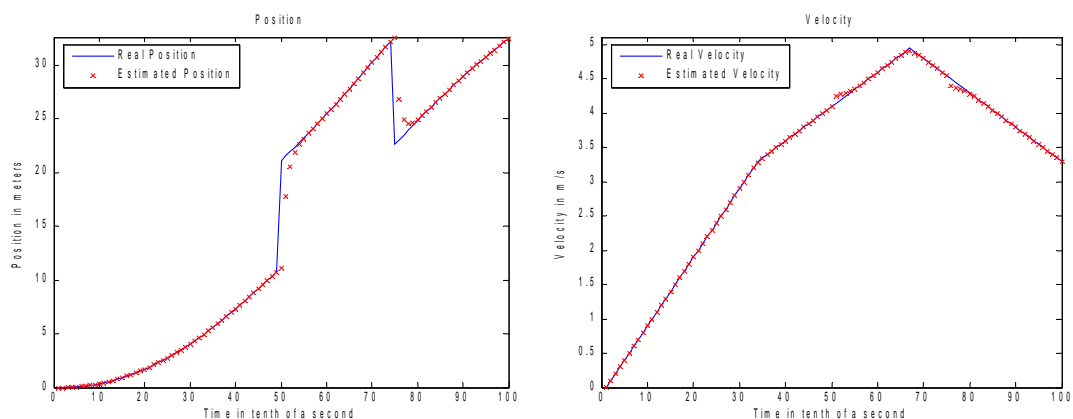 Position
Real Position
Estimated Position
30
25
20
15
10
5
0
0 10 20 30 40 50 60 70 80 90 100
Position in meters
Time in tenth of a second
Velocity
Real Velocity
Estimated Velocity
5
4.5
4
3.5
3
2.5
2
1.5
1
0.5
0
0 10 20 30 40 50 60 70 80 90 100
Velocity in m/s
Time in tenth of a second